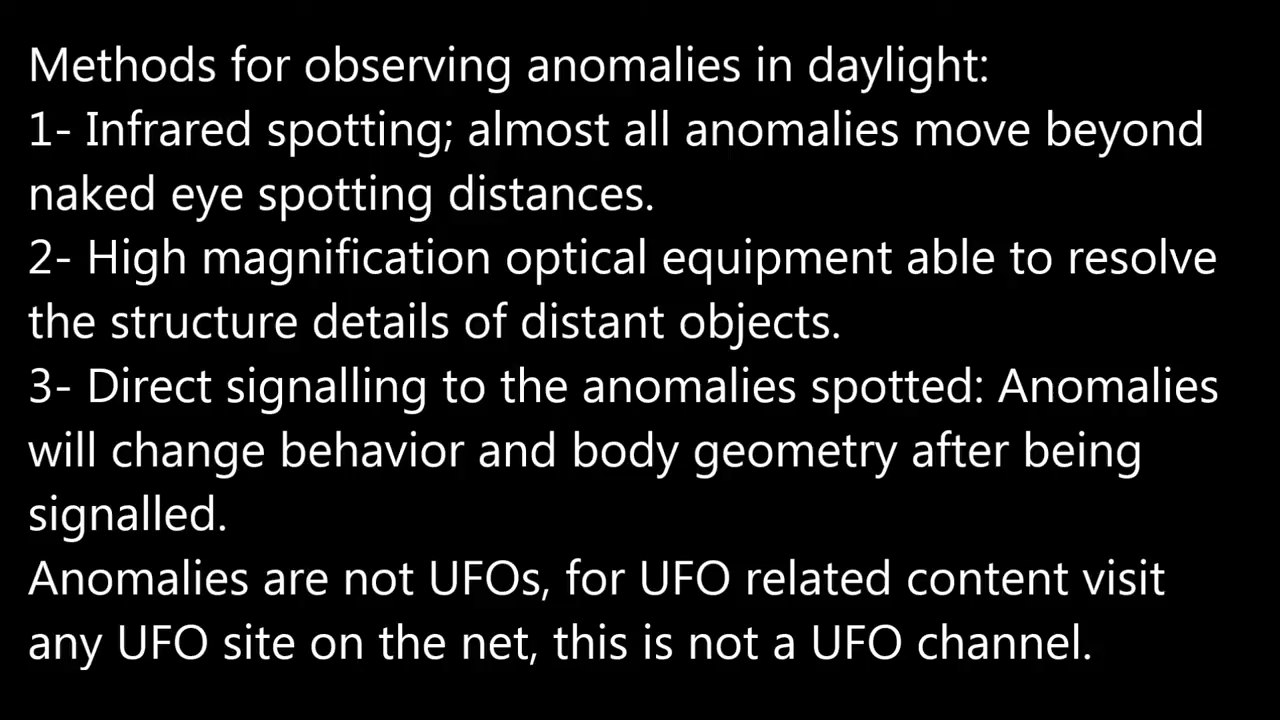 Methods for observing anomalies in daylight:
1- Infrared spotting; almost all anomalies move beyond
naked eye spotting distances.
2- High magnification optical equipment able to resolve
the structure details of distant objects.
3- Direct signalling to the anomalies spotted: Anomalies
will change behavior and body geometry after being
signalled.
Anomalies are not UFOs, for UFO related content visit
any UFO site on the net, this is not a UFO channel.